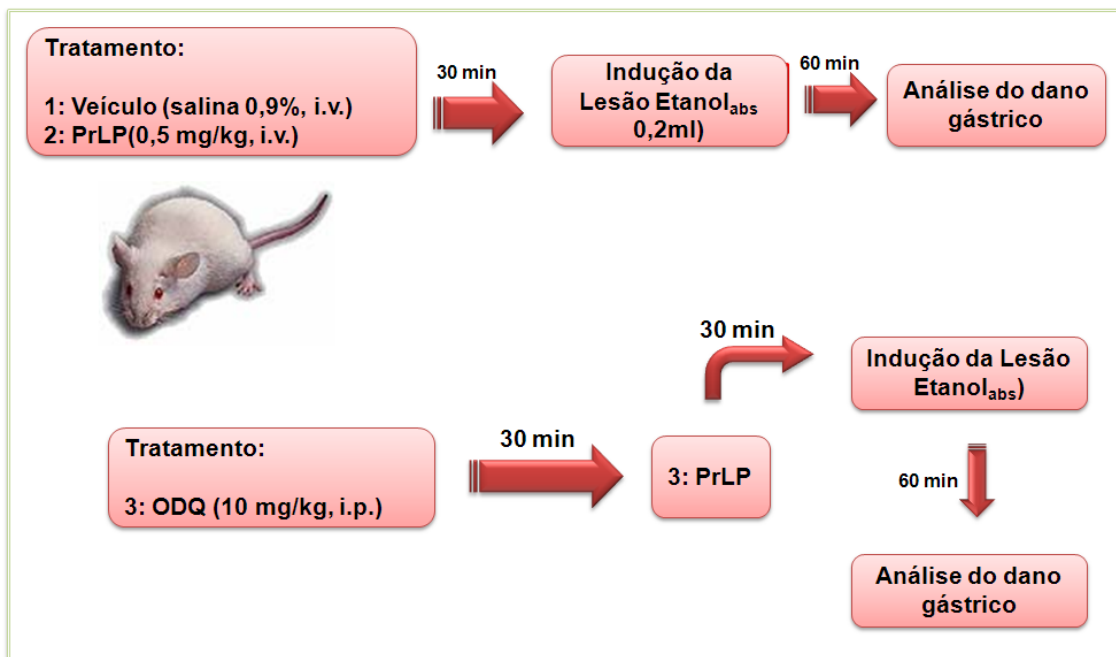 Tratamento:
1: Veículo (salina 0,9%, i.v.)
2: PrLP(0,5 mg/kg, i.v.)
30 min
Indução da
Lesão Etanolabs
0,2ml)
60 min
Análise do dano
gástrico
Tratamento:
3: ODQ (10 mg/kg, i.p.)
30 min
3: PrLP
30 min
Indução da Lesão
Etanolabs)
60 min
Análise do dano
gástrico